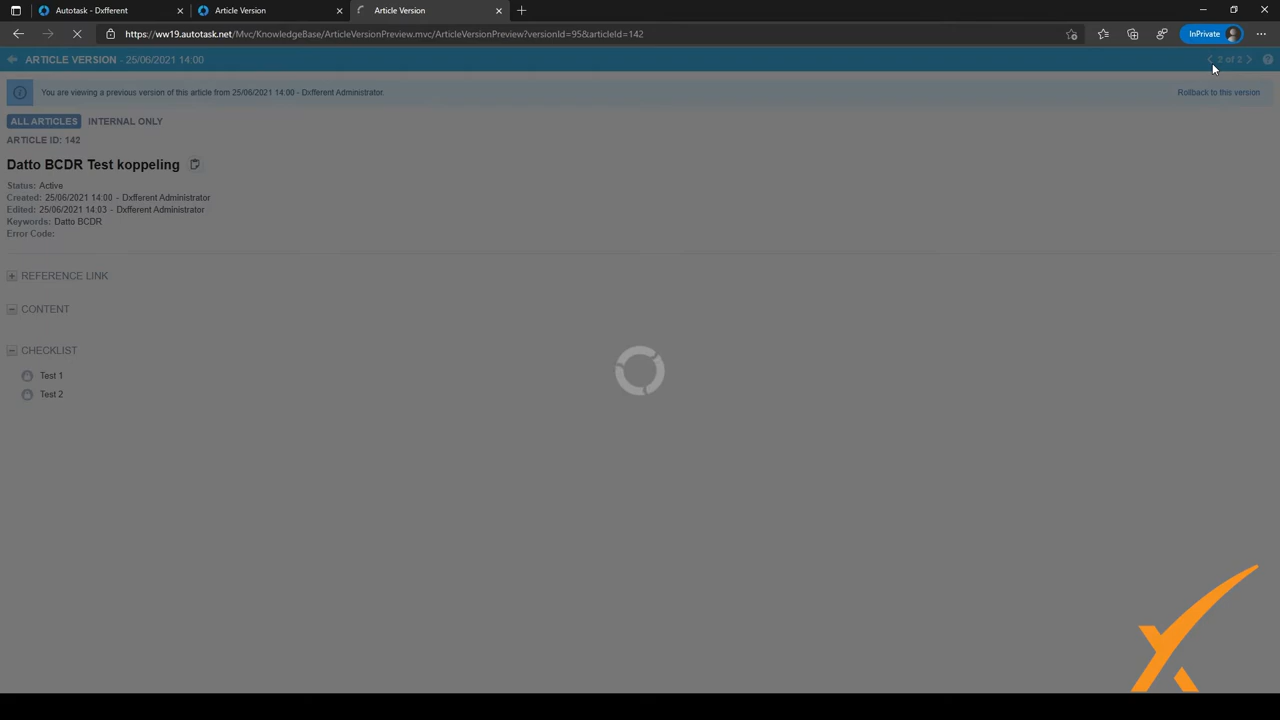 Autotask - Dxfferent
Article Version
Article Version
https://ww19.autotask.net/Mvc/KnowledgeBase/ArticleVersionPreview.mvc/ArticleVersionPreview?versionId=95&articleId=142
InPrivate
ARTICLE VERSION - 25/06/2021 14:00
2 of 2
You are viewing a previous version of this article from 25/06/2021 14:00 - Dxfferent Administrator.
Rollback to this version
ALL ARTICLES INTERNAL ONLY
ARTICLE ID: 142
Datto BCDR Test koppeling
Status: Active
Created: 25/06/2021 14:00 - Dxfferent Administrator
Edited: 25/06/2021 14:03 - Dxfferent Administrator
Keywords: Datto BCDR
Error Code:
REFERENCE LINK
CONTENT
CHECKLIST
Test 1
Test 2